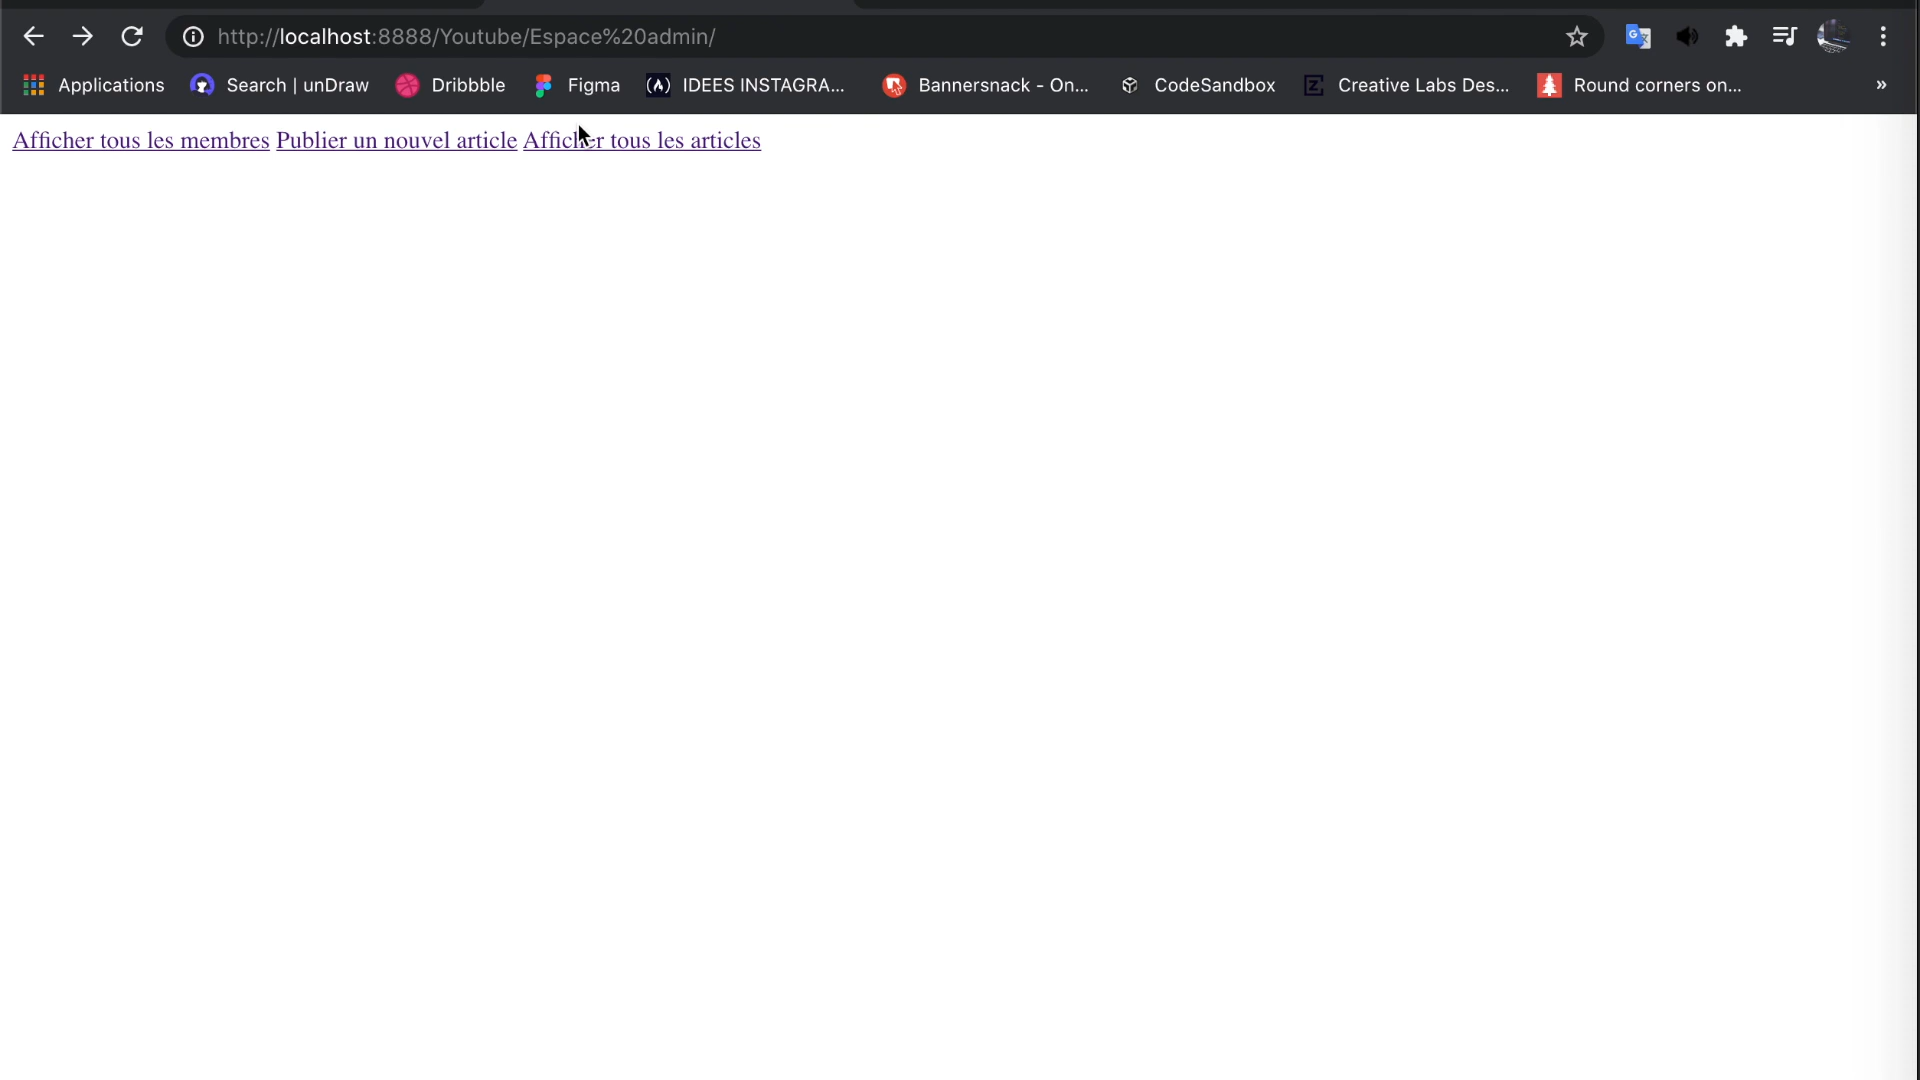 http://localhost:8888/Youtube/Espace%20admin/
Applications Search | unDraw Dribbble Figma IDEES INSTAGRA... Bannersnack - On... CodeSandbox Creative Labs Des... Round corners on... »
Afficher tous les membres Publier un nouvel article Afficher tous les articles